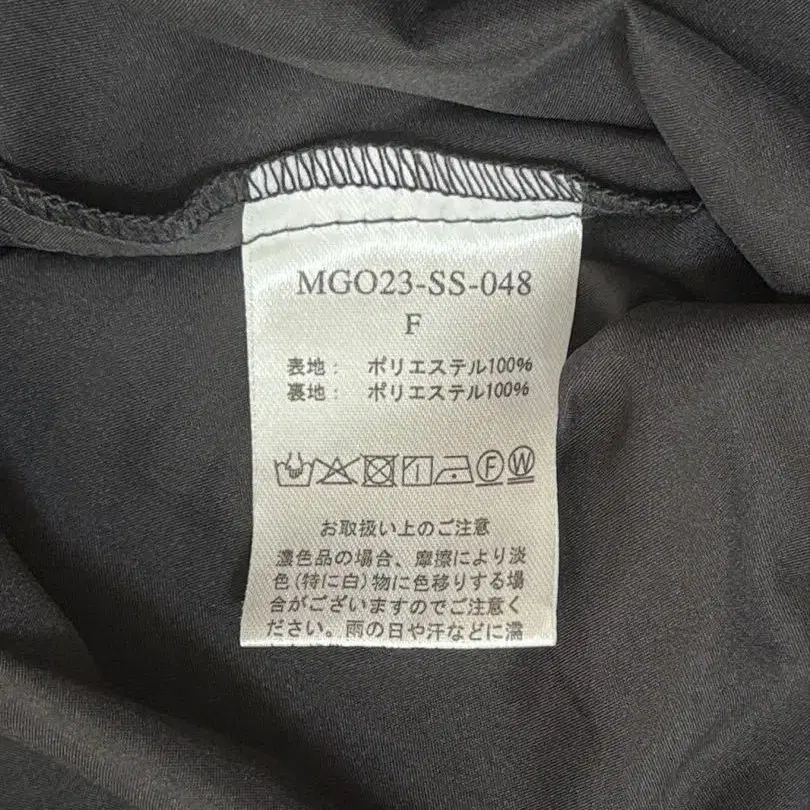 MGO23-SS-048
F
表地： ポリエステル100%
裏地： ポリエステル100%
F W
お取扱い上のご注意
濃色品の場合、摩擦により淡
色(特に白)物に色移りする場
合がございますのでご注意く
ださい。雨の日や汗などに濡